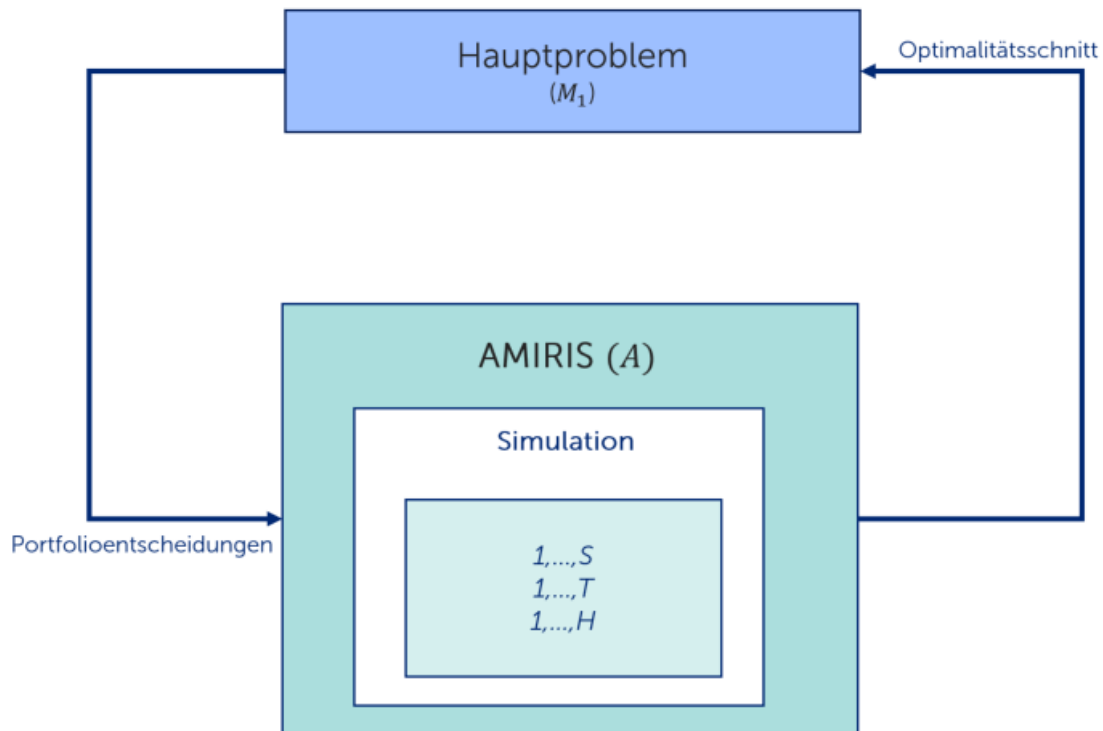 Hauptproblem
(M₁)
Optimalitätsschnitt
AMIRIS (A)
Simulation
Portfolioentscheidungen
1,...,S
1,...,T
1,...,H